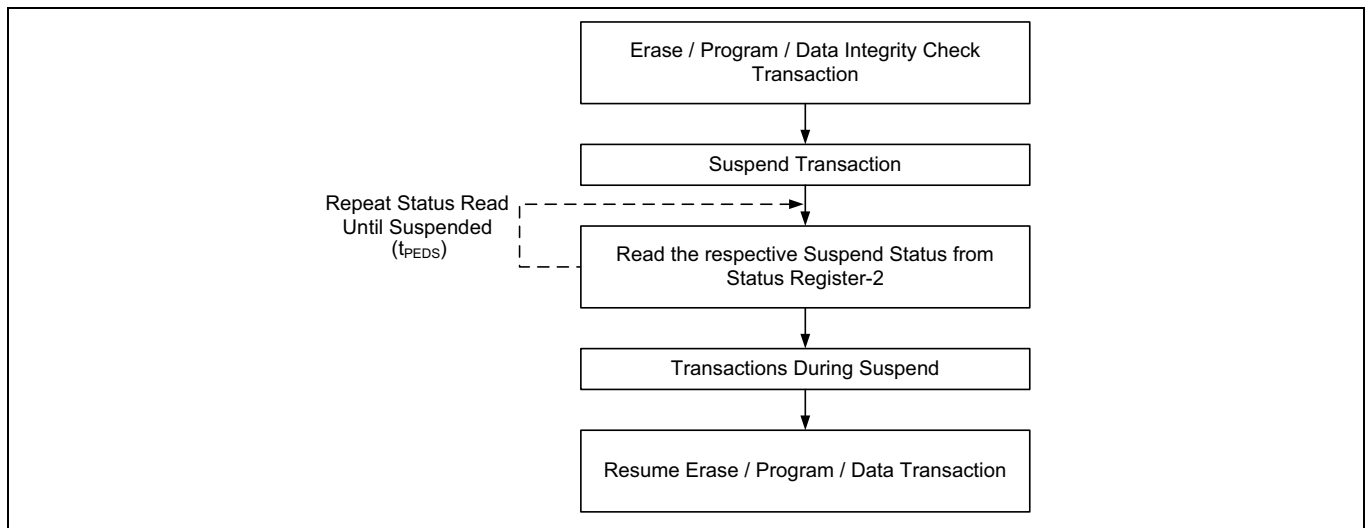 Erase / Program / Data Integrity Check
Transaction
Suspend Transaction
Repeat Status Read
Until Suspended
(tPEDS)
Read the respective Suspend Status from
Status Register-2
Transactions During Suspend
Resume Erase / Program / Data Transaction